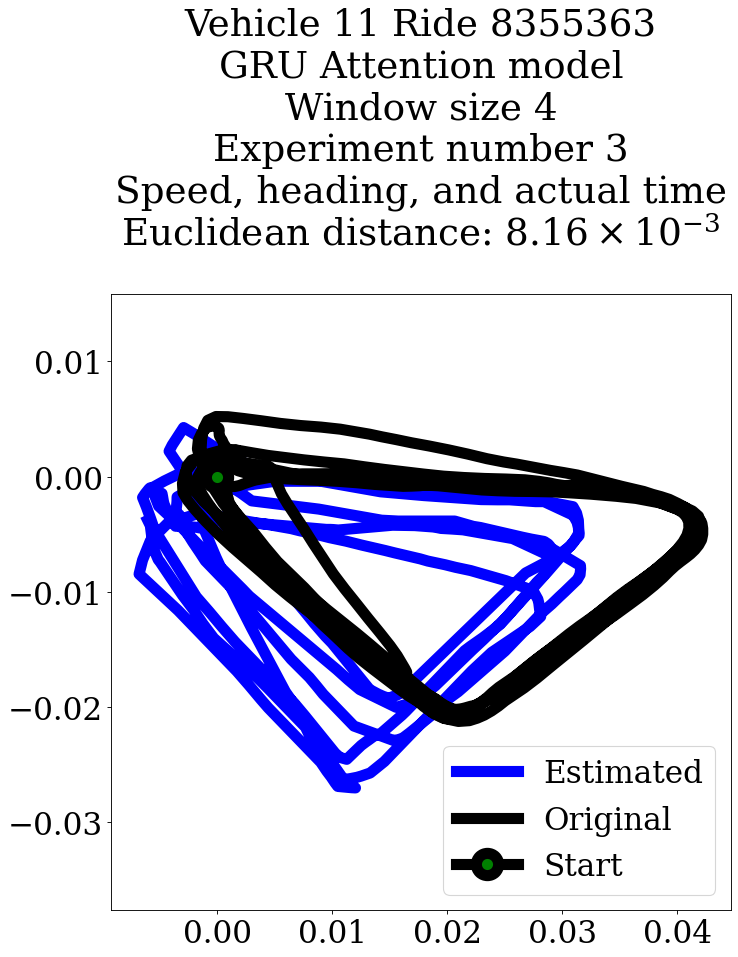 Vehicle 11 Ride 8355363
GRU Attention model
Window size 4
Experiment number 3
Speed, heading, and actual time
Euclidean distance: 8.16 × 10⁻³
0.01
0.00
−0.01
−0.02
−0.03
Estimated
Original
Start
0.00 0.01 0.02 0.03 0.04